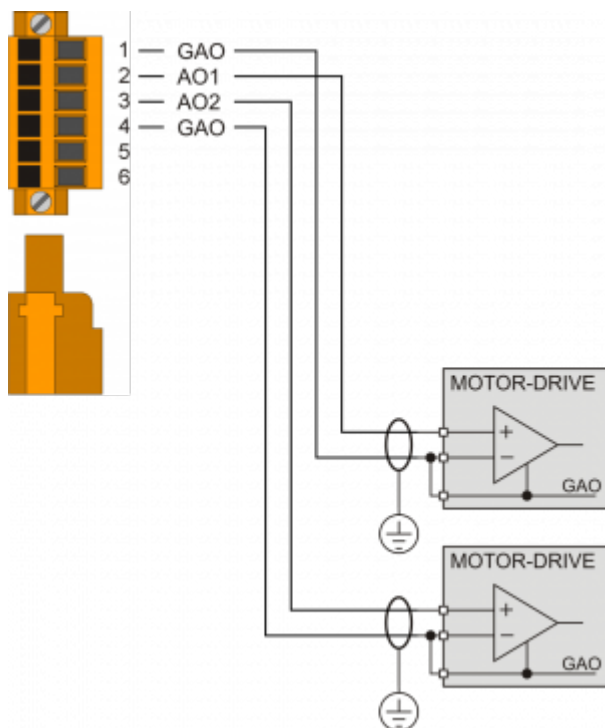 1 GAO
2 AO1
3 AO2
4 GAO
5
6
MOTOR-DRIVE
+
−
GAO
MOTOR-DRIVE
+
−
GAO